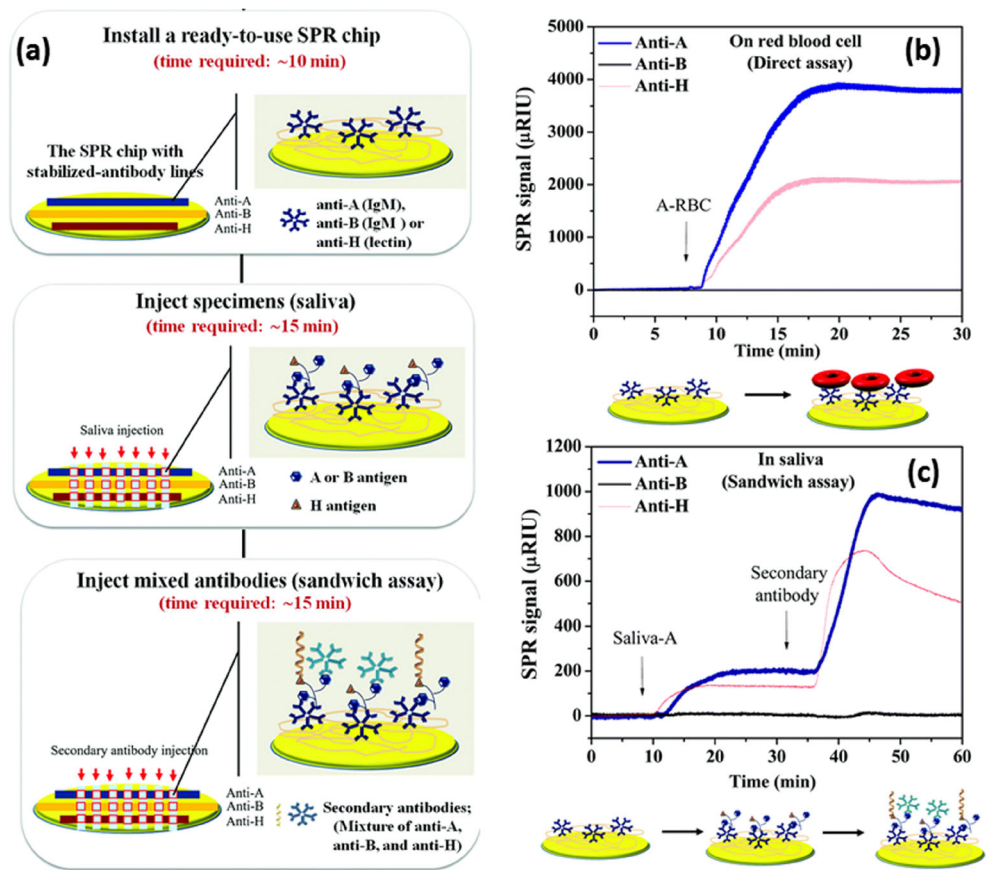 (a)
Install a ready-to-use SPR chip
(time required: ~10 min)
The SPR chip with
stabilized-antibody lines
Anti-A
Anti-B
Anti-H
anti-A (IgM),
anti-B (IgM ) or
anti-H (lectin)
Inject specimens (saliva)
(time required: ~15 min)
Saliva injection
Anti-A
Anti-B
Anti-H
A or B antigen
H antigen
Inject mixed antibodies (sandwich assay)
(time required: ~15 min)
Secondary antibody injection
Anti-A
Anti-B
Anti-H
Secondary antibodies;
(Mixture of anti-A,
anti-B, and anti-H)
(b)
Anti-A
Anti-B
Anti-H
On red blood cell
(Direct assay)
A-RBC
SPR signal (μRIU)
4000
3000
2000
1000
0
0 5 10 15 20 25 30
Time (min)
(c)
Anti-A
Anti-B
Anti-H
In saliva
(Sandwich assay)
Saliva-A
Secondary
antibody
SPR signal (μRIU)
1200
1000
800
600
400
200
0
0 10 20 30 40 50 60
Time (min)